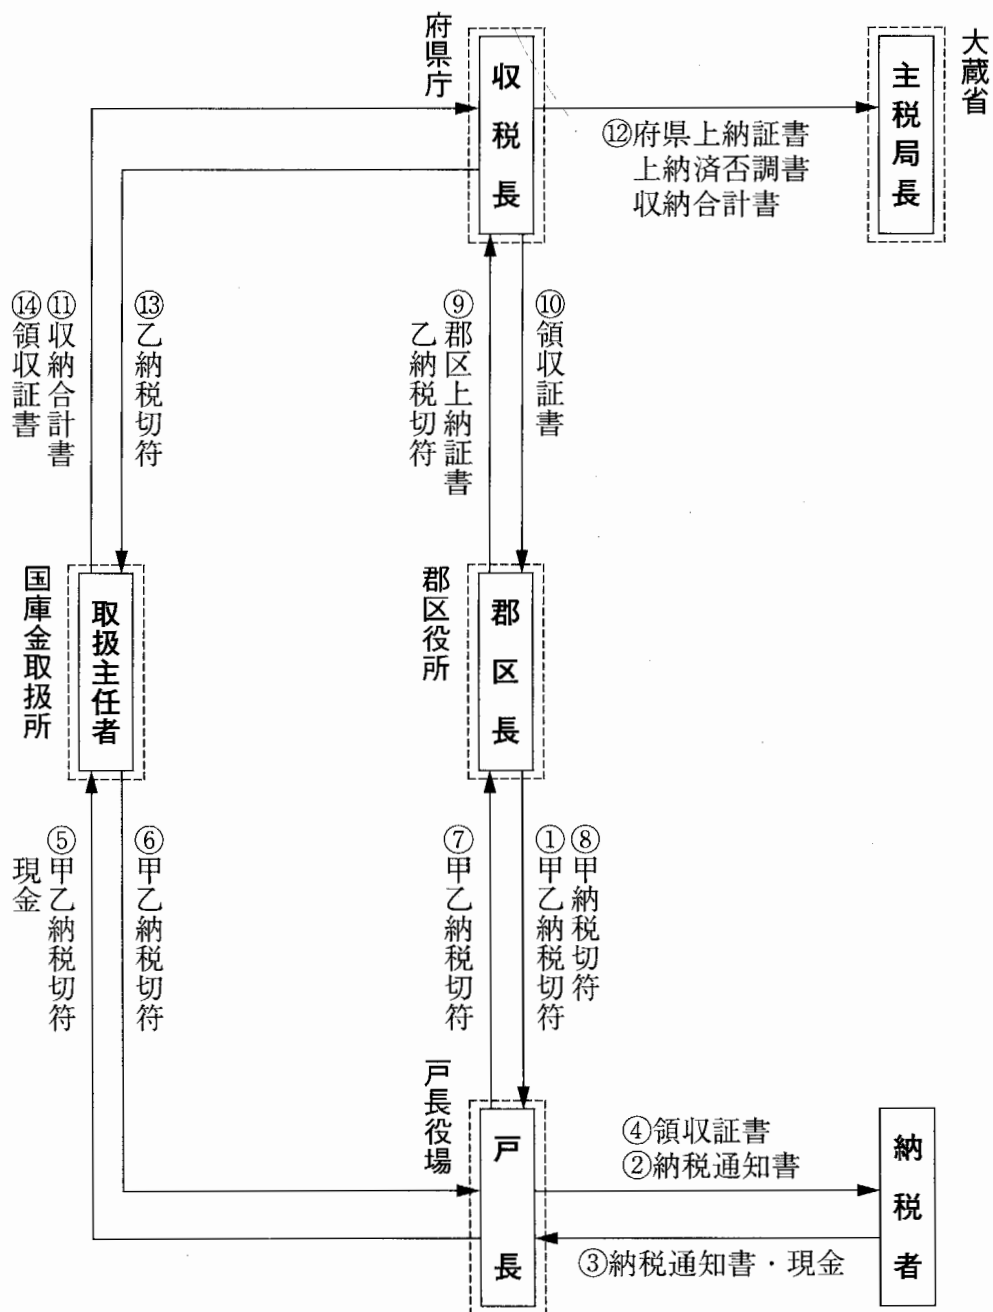 府県庁
収税長
大蔵省
主税局長
⑫府県上納証書
上納済否調書
収納合計書
⑩領収証書
⑨郡区上納証書
乙納税切符
⑬乙納税切符
⑪収納合計書
⑭領収証書
郡区役所
郡区長
国庫金取扱所
取扱主任者
⑧甲納税切符
①甲乙納税切符
⑦甲乙納税切符
⑥甲乙納税切符
⑤甲乙納税切符
現金
戸長役場
戸長
④領収証書
②納税通知書
③納税通知書・現金
納税者